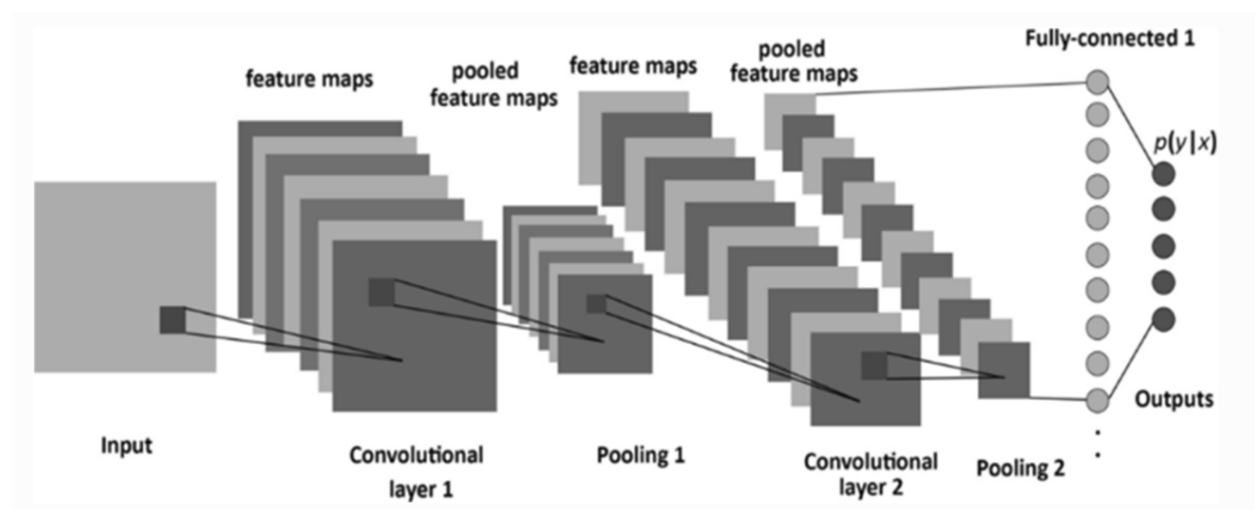 feature maps
pooled
feature maps
feature maps
pooled
feature maps
Fully-connected 1
p(y|x)
Input
Convolutional
layer 1
Pooling 1
Convolutional
layer 2
Pooling 2
Outputs